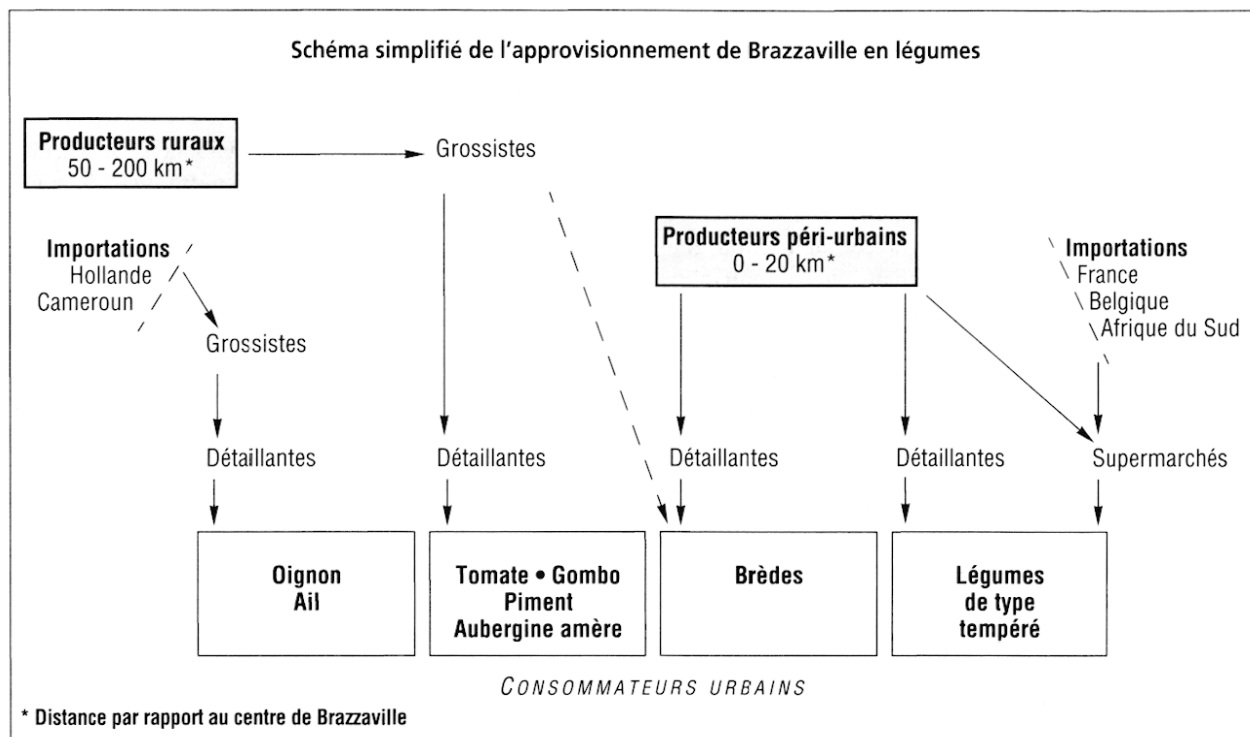 Schéma simplifié de l'approvisionnement de Brazzaville en légumes
Producteurs ruraux
50 - 200 km*
Grossistes
Producteurs péri-urbains
0 - 20 km*
Importations
Hollande
Cameroun
Importations
France
Belgique
Afrique du Sud
Grossistes
Détaillantes
Détaillantes
Détaillantes
Détaillantes
Supermarchés
Oignon
Ail
Tomate • Gombo
Piment
Aubergine amère
Brèdes
Légumes
de type
tempéré
CONSOMMATEURS URBAINS
* Distance par rapport au centre de Brazzaville